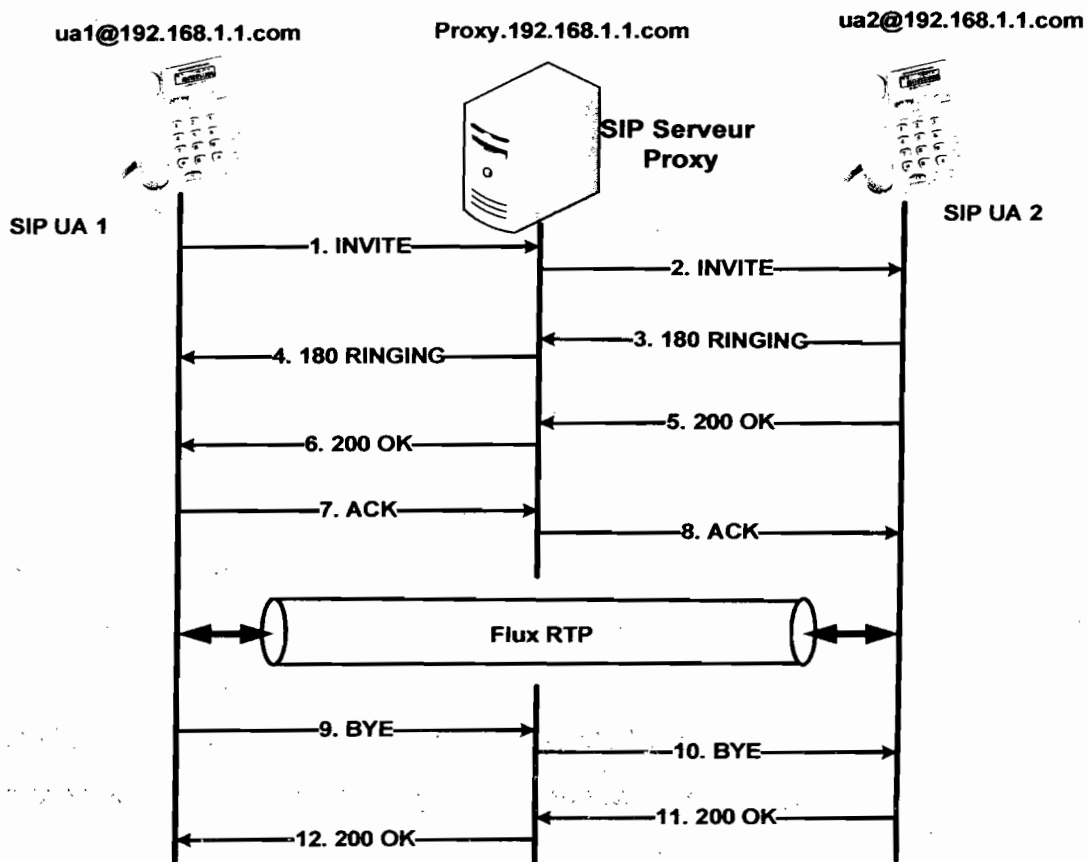 ua1@192.168.1.1.com
Proxy.192.168.1.1.com
ua2@192.168.1.1.com
SIP Serveur
Proxy
SIP UA 1
SIP UA 2
1. INVITE
2. INVITE
3. 180 RINGING
4. 180 RINGING
5. 200 OK
6. 200 OK
7. ACK
8. ACK
Flux RTP
9. BYE
10. BYE
11. 200 OK
12. 200 OK